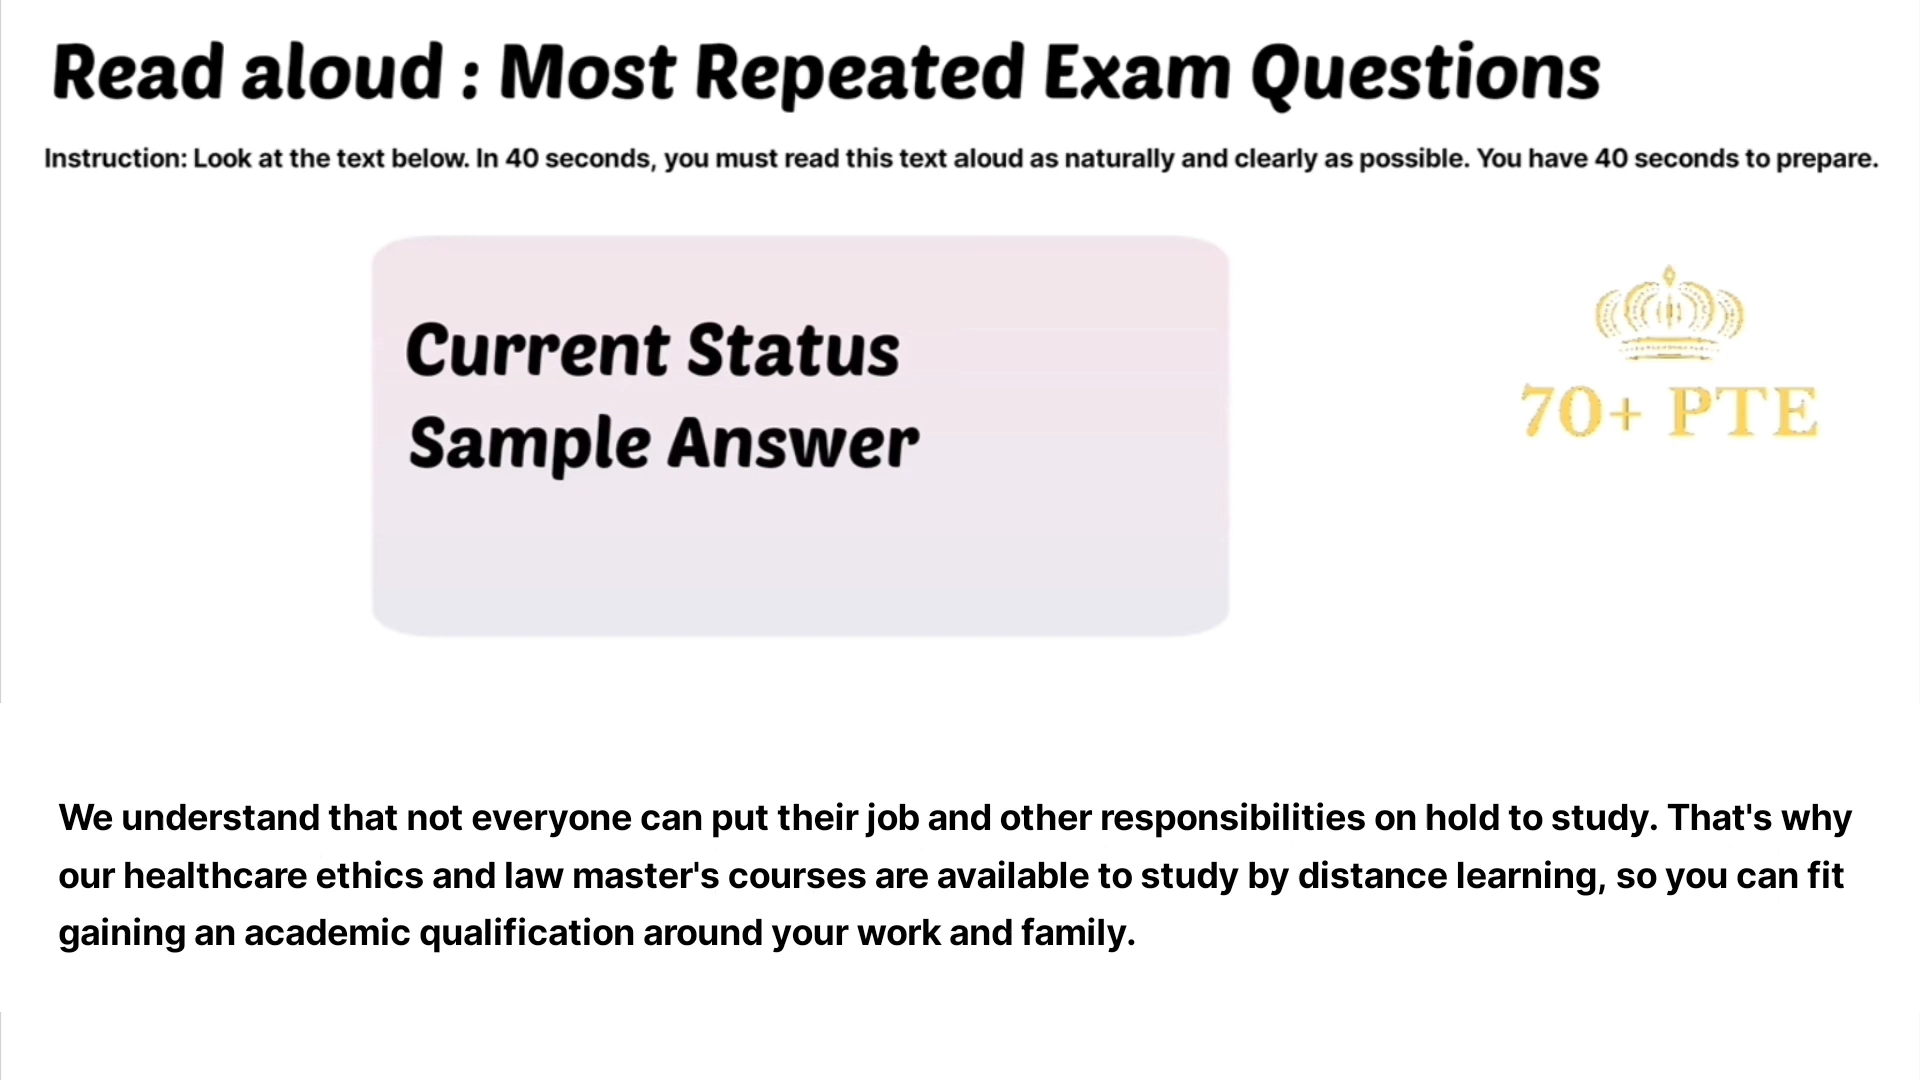 Read aloud : Most Repeated Exam Questions
Instruction: Look at the text below. In 40 seconds, you must read this text aloud as naturally and clearly as possible. You have 40 seconds to prepare.
Current Status
Sample Answer
70+ PTE
We understand that not everyone can put their job and other responsibilities on hold to study. That's why
our healthcare ethics and law master's courses are available to study by distance learning, so you can fit
gaining an academic qualification around your work and family.